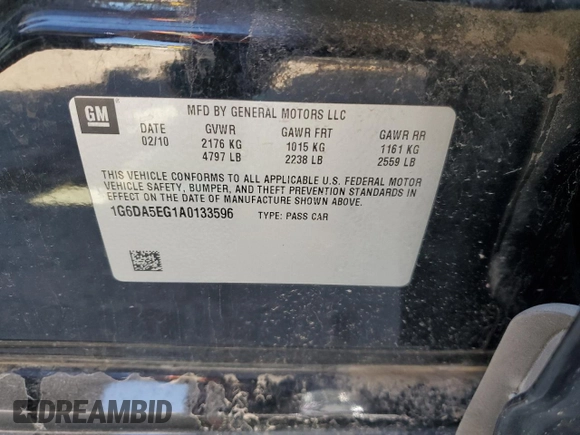 GM
MFD BY GENERAL MOTORS LLC
DATE GVWR GAWR FRT GAWR RR
02/10 2176 KG 1015 KG 1161 KG
4797 LB 2238 LB 2559 LB
THIS VEHICLE CONFORMS TO ALL APPLICABLE U.S. FEDERAL MOTOR
VEHICLE SAFETY, BUMPER, AND THEFT PREVENTION STANDARDS IN
EFFECT ON THE DATE OF MANUFACTURE SHOWN ABOVE.
1G6DA5EG1A0133596 TYPE: PASS CAR
DREAMBID